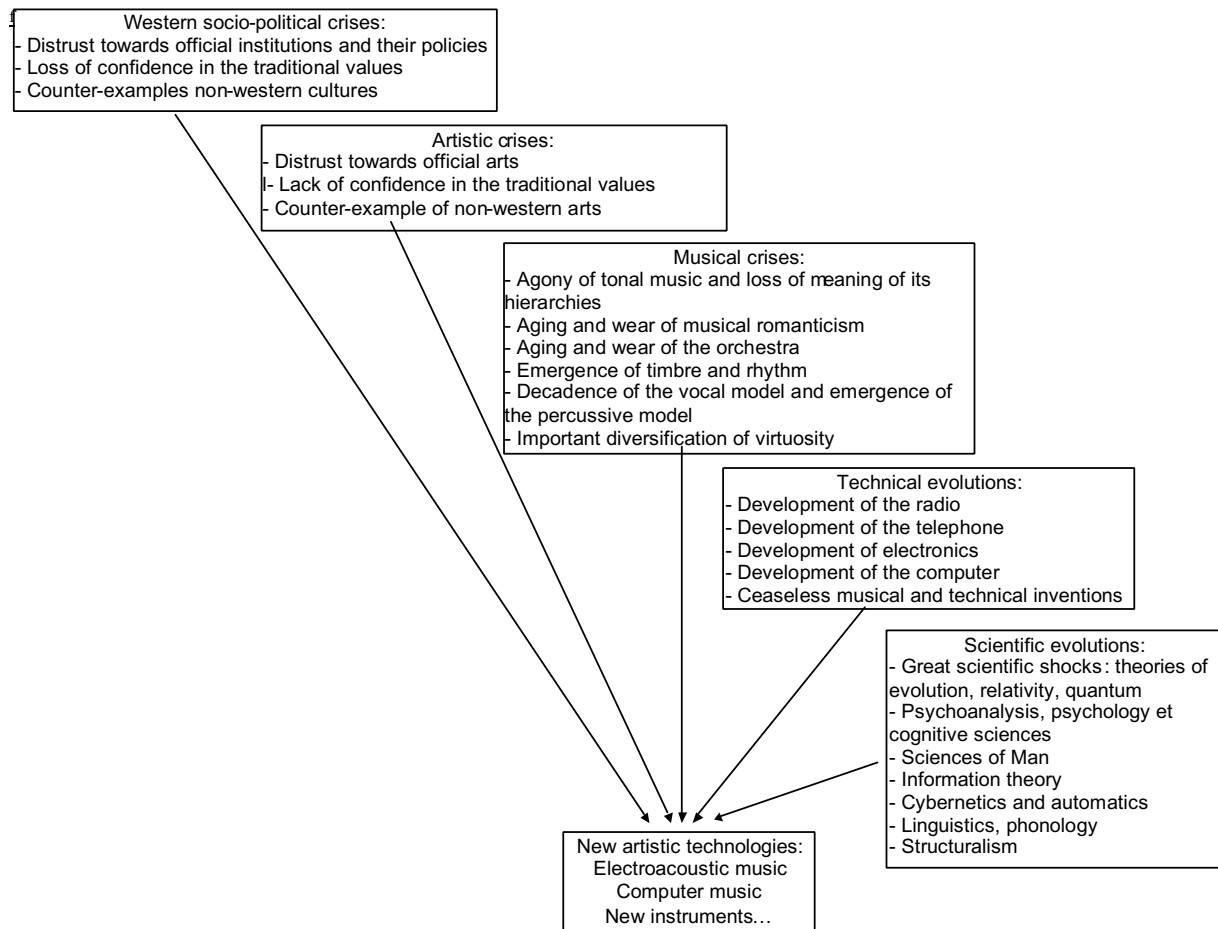 f
Western socio-political crises:
- Distrust towards official institutions and their policies
- Loss of confidence in the traditional values
- Counter-examples non-western cultures
Artistic crises:
- Distrust towards official arts
l- Lack of confidence in the traditional values
- Counter-example of non-western arts
Musical crises:
- Agony of tonal music and loss of meaning of its
hierarchies
- Aging and wear of musical romanticism
- Aging and wear of the orchestra
- Emergence of timbre and rhythm
- Decadence of the vocal model and emergence of
the percussive model
- Important diversification of virtuosity
Technical evolutions:
- Development of the radio
- Development of the telephone
- Development of electronics
- Development of the computer
- Ceaseless musical and technical inventions
Scientific evolutions:
- Great scientific shocks: theories of
evolution, relativity, quantum
- Psychoanalysis, psychology et
cognitive sciences
- Sciences of Man
- Information theory
- Cybernetics and automatics
- Linguistics, phonology
- Structuralism
New artistic technologies:
Electroacoustic music
Computer music
New instruments…